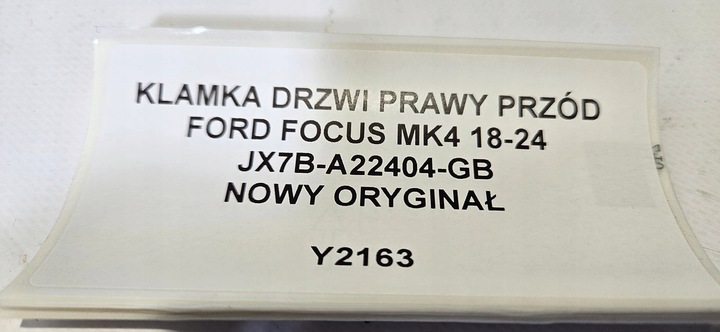 KLAMKA DRZWI PRAWY PRZÓD
FORD FOCUS MK4 18-24
JX7B-A22404-GB
NOWY ORYGINAŁ
Y2163